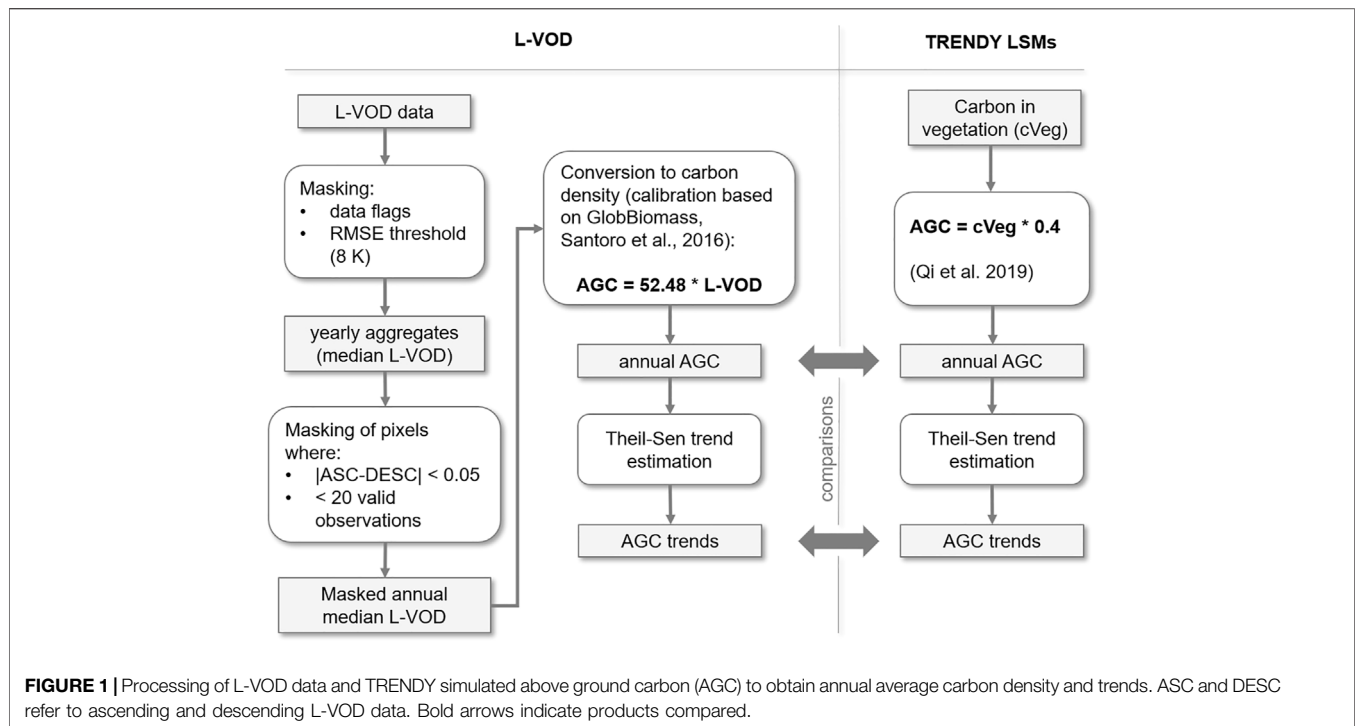 L-VOD
TRENDY LSMs
L-VOD data
Masking:
• data flags
• RMSE threshold
(8 K)
yearly aggregates
(median L-VOD)
Masking of pixels
where:
• |ASC-DESC| < 0.05
• < 20 valid
observations
Masked annual
median L-VOD
Conversion to carbon
density (calibration based
on GlobBiomass,
Santoro et al., 2016):
AGC = 52.48 * L-VOD
annual AGC
Theil-Sen trend
estimation
AGC trends
comparisons
Carbon in
vegetation (cVeg)
AGC = cVeg * 0.4
(Qi et al. 2019)
annual AGC
Theil-Sen trend
estimation
AGC trends
FIGURE 1 | Processing of L-VOD data and TRENDY simulated above ground carbon (AGC) to obtain annual average carbon density and trends. ASC and DESC
refer to ascending and descending L-VOD data. Bold arrows indicate products compared.